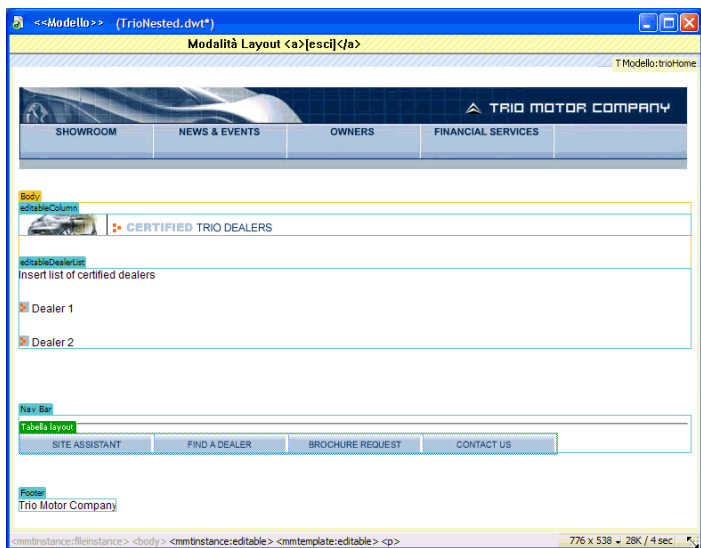 <<Modello>> (TrioNested.dwt*)
Modalità Layout <a>[esci]</a>
T Modello:trioHome
TRIO MOTOR COMPANY
SHOWROOM NEWS & EVENTS OWNERS FINANCIAL SERVICES
Body
editableColumn
CERTIFIED TRIO DEALERS
editableDealerList
Insert list of certified dealers
Dealer 1
Dealer 2
Nav Bar
Tabella layout
SITE ASSISTANT FIND A DEALER BROCHURE REQUEST CONTACT US
Footer
Trio Motor Company
<mmtinstance:fileinstance> <body> <mmtinstance:editable> <mmtemplate:editable> <p> 776 x 538 28K / 4 sec